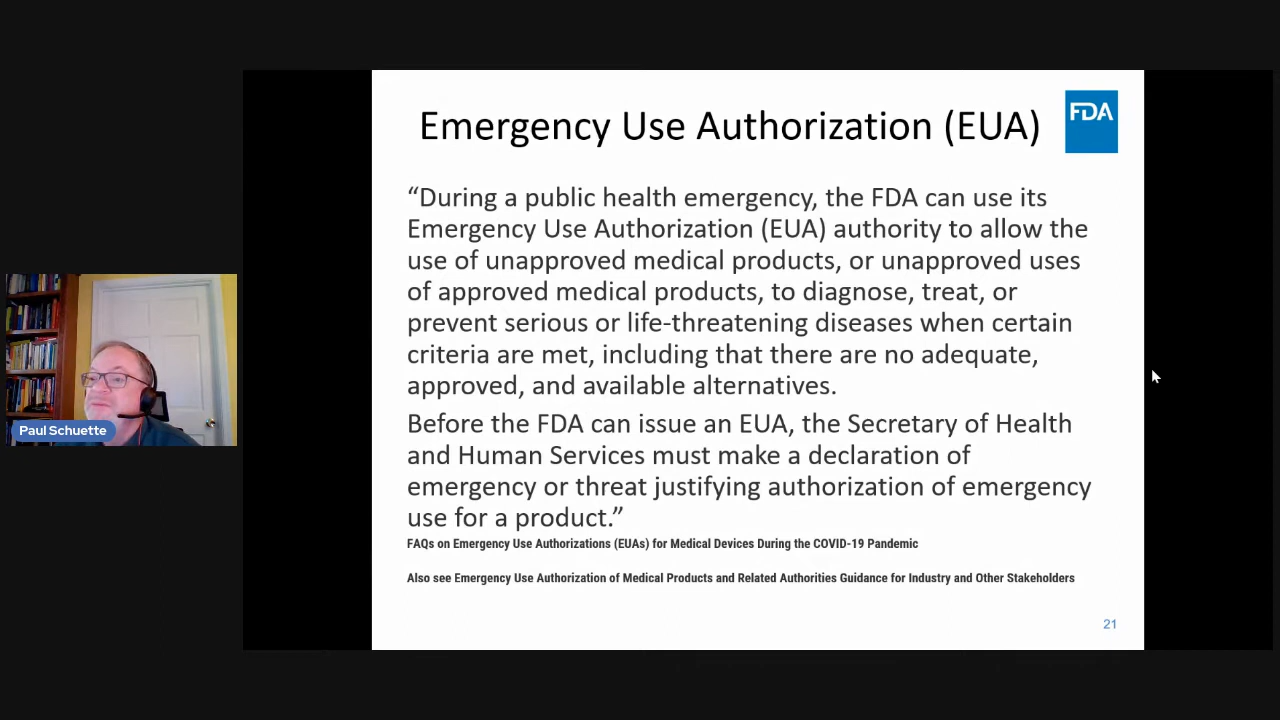 Emergency Use Authorization (EUA)
FDA
“During a public health emergency, the FDA can use its
Emergency Use Authorization (EUA) authority to allow the
use of unapproved medical products, or unapproved uses
of approved medical products, to diagnose, treat, or
prevent serious or life-threatening diseases when certain
criteria are met, including that there are no adequate,
approved, and available alternatives.
Before the FDA can issue an EUA, the Secretary of Health
and Human Services must make a declaration of
emergency or threat justifying authorization of emergency
use for a product.”
FAQs on Emergency Use Authorizations (EUAs) for Medical Devices During the COVID-19 Pandemic
Also see Emergency Use Authorization of Medical Products and Related Authorities Guidance for Industry and Other Stakeholders
21
Paul Schuette